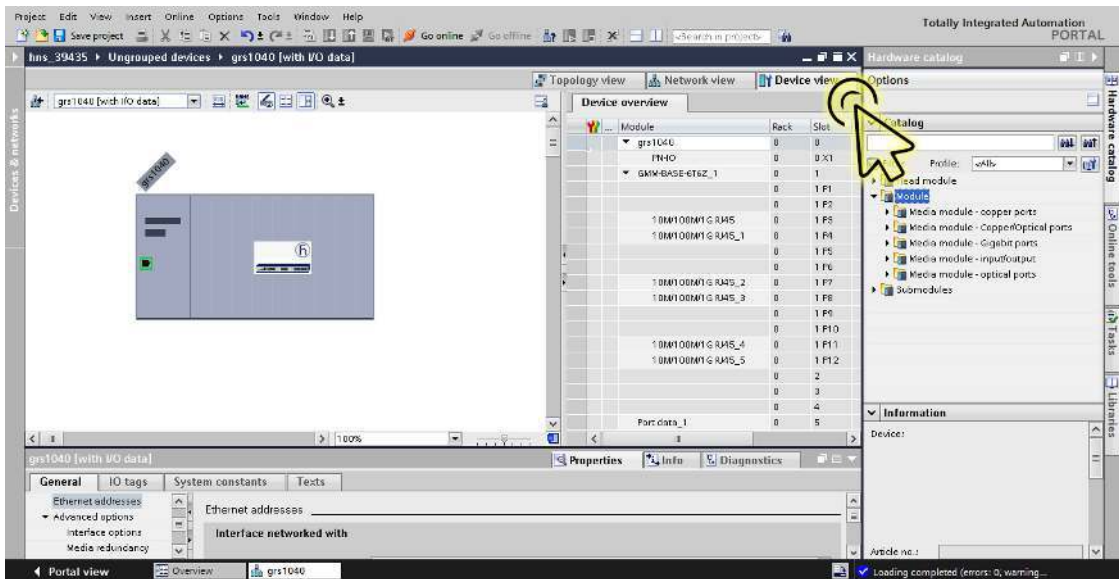 Project Edit View Insert Online Options Tools Window Help
Totally Integrated Automation
PORTAL
Save project
Go online
Go offline
<Search in project>
hns_39435 ▸ Ungrouped devices ▸ grs1040 [with I/O data]
Hardware catalog
Topology view
Network view
Device view
Options
grs1040 [with I/O data]
Device overview
Module Rack Slot
Catalog
grs1040 0 0
PN-IO 0 0 X1
GMM-BASE-6T6Z_1 0 1
0 1 P1
0 1 P2
10M/100M/1G RJ45 0 1 P3
10M/100M/1G RJ45_1 0 1 P4
0 1 P5
0 1 P6
10M/100M/1G RJ45_2 0 1 P7
10M/100M/1G RJ45_3 0 1 P8
0 1 P9
0 1 P10
10M/100M/1G RJ45_4 0 1 P11
10M/100M/1G RJ45_5 0 1 P12
0 2
0 3
0 4
Port data_1 0 5
Profile: <All>
Head module
Module
Media module - copper ports
Media module - Copper/Optical ports
Media module - Gigabit ports
Media module - input/output
Media module - optical ports
Submodules
grs1040
Devices & networks
Hardware catalog
Online tools
Tasks
Libraries
Information
Device:
Article no.:
100%
grs1040 [with I/O data]
Properties
Info
Diagnostics
General
IO tags
System constants
Texts
Ethernet addresses
Advanced options
Interface options
Media redundancy
Ethernet addresses
Interface networked with
Portal view
Overview
grs1040
Loading completed (errors: 0, warning...